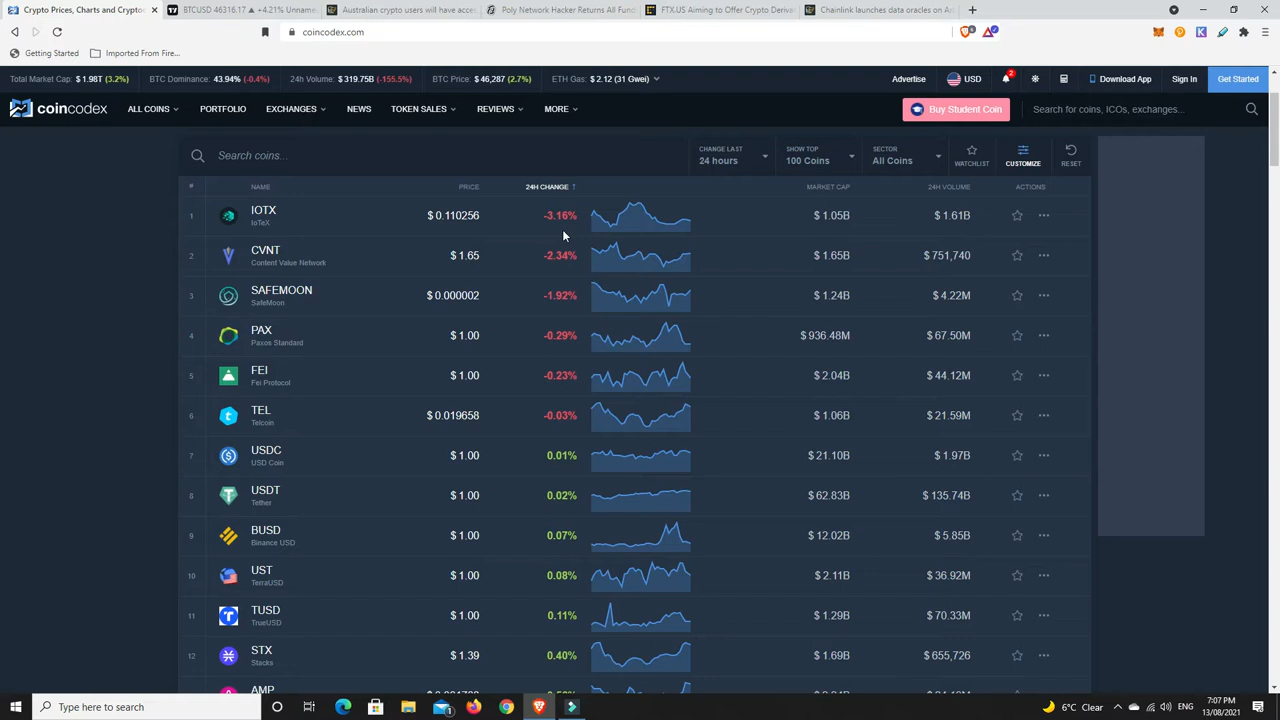 Crypto Prices, Charts and Cryptoc
BTCUSD 46316.17 ▲ +4.21% Unname
Australian crypto users will have acces
Poly Network Hacker Returns All Fund
FTX.US Aiming to Offer Crypto Deriv
Chainlink launches data oracles on Ar
coincodex.com
Getting Started
Imported From Fire...
Total Market Cap: $ 1.98T (3.2%)
BTC Dominance: 43.94% (-0.4%)
24h Volume: $ 319.75B (-155.5%)
BTC Price: $ 46,287 (2.7%)
ETH Gas: $ 2.12 (31 Gwei)
Advertise
USD
2
Download App
Sign In
Get Started
coincodex
ALL COINS
PORTFOLIO
EXCHANGES
NEWS
TOKEN SALES
REVIEWS
MORE
Buy Student Coin
Search for coins, ICOs, exchanges...
Search coins...
CHANGE LAST
24 hours
SHOW TOP
100 Coins
SECTOR
All Coins
WATCHLIST
CUSTOMIZE
RESET
# NAME PRICE 24H CHANGE ↑ MARKET CAP 24H VOLUME ACTIONS
1 IOTX $ 0.110256 -3.16% $ 1.05B $ 1.61B
IoTeX
2 CVNT $ 1.65 -2.34% $ 1.65B $ 751,740
Content Value Network
3 SAFEMOON $ 0.000002 -1.92% $ 1.24B $ 4.22M
SafeMoon
4 PAX $ 1.00 -0.29% $ 936.48M $ 67.50M
Paxos Standard
5 FEI $ 1.00 -0.23% $ 2.04B $ 44.12M
Fei Protocol
6 TEL $ 0.019658 -0.03% $ 1.06B $ 21.59M
Telcoin
7 USDC $ 1.00 0.01% $ 21.10B $ 1.97B
USD Coin
8 USDT $ 1.00 0.02% $ 62.83B $ 135.74B
Tether
9 BUSD $ 1.00 0.07% $ 12.02B $ 5.85B
Binance USD
10 UST $ 1.00 0.08% $ 2.11B $ 36.92M
TerraUSD
11 TUSD $ 1.00 0.11% $ 1.29B $ 70.33M
TrueUSD
12 STX $ 1.39 0.40% $ 1.69B $ 655,726
Stacks
AMP
Type here to search
6°C Clear
ENG
7:07 PM
13/08/2021